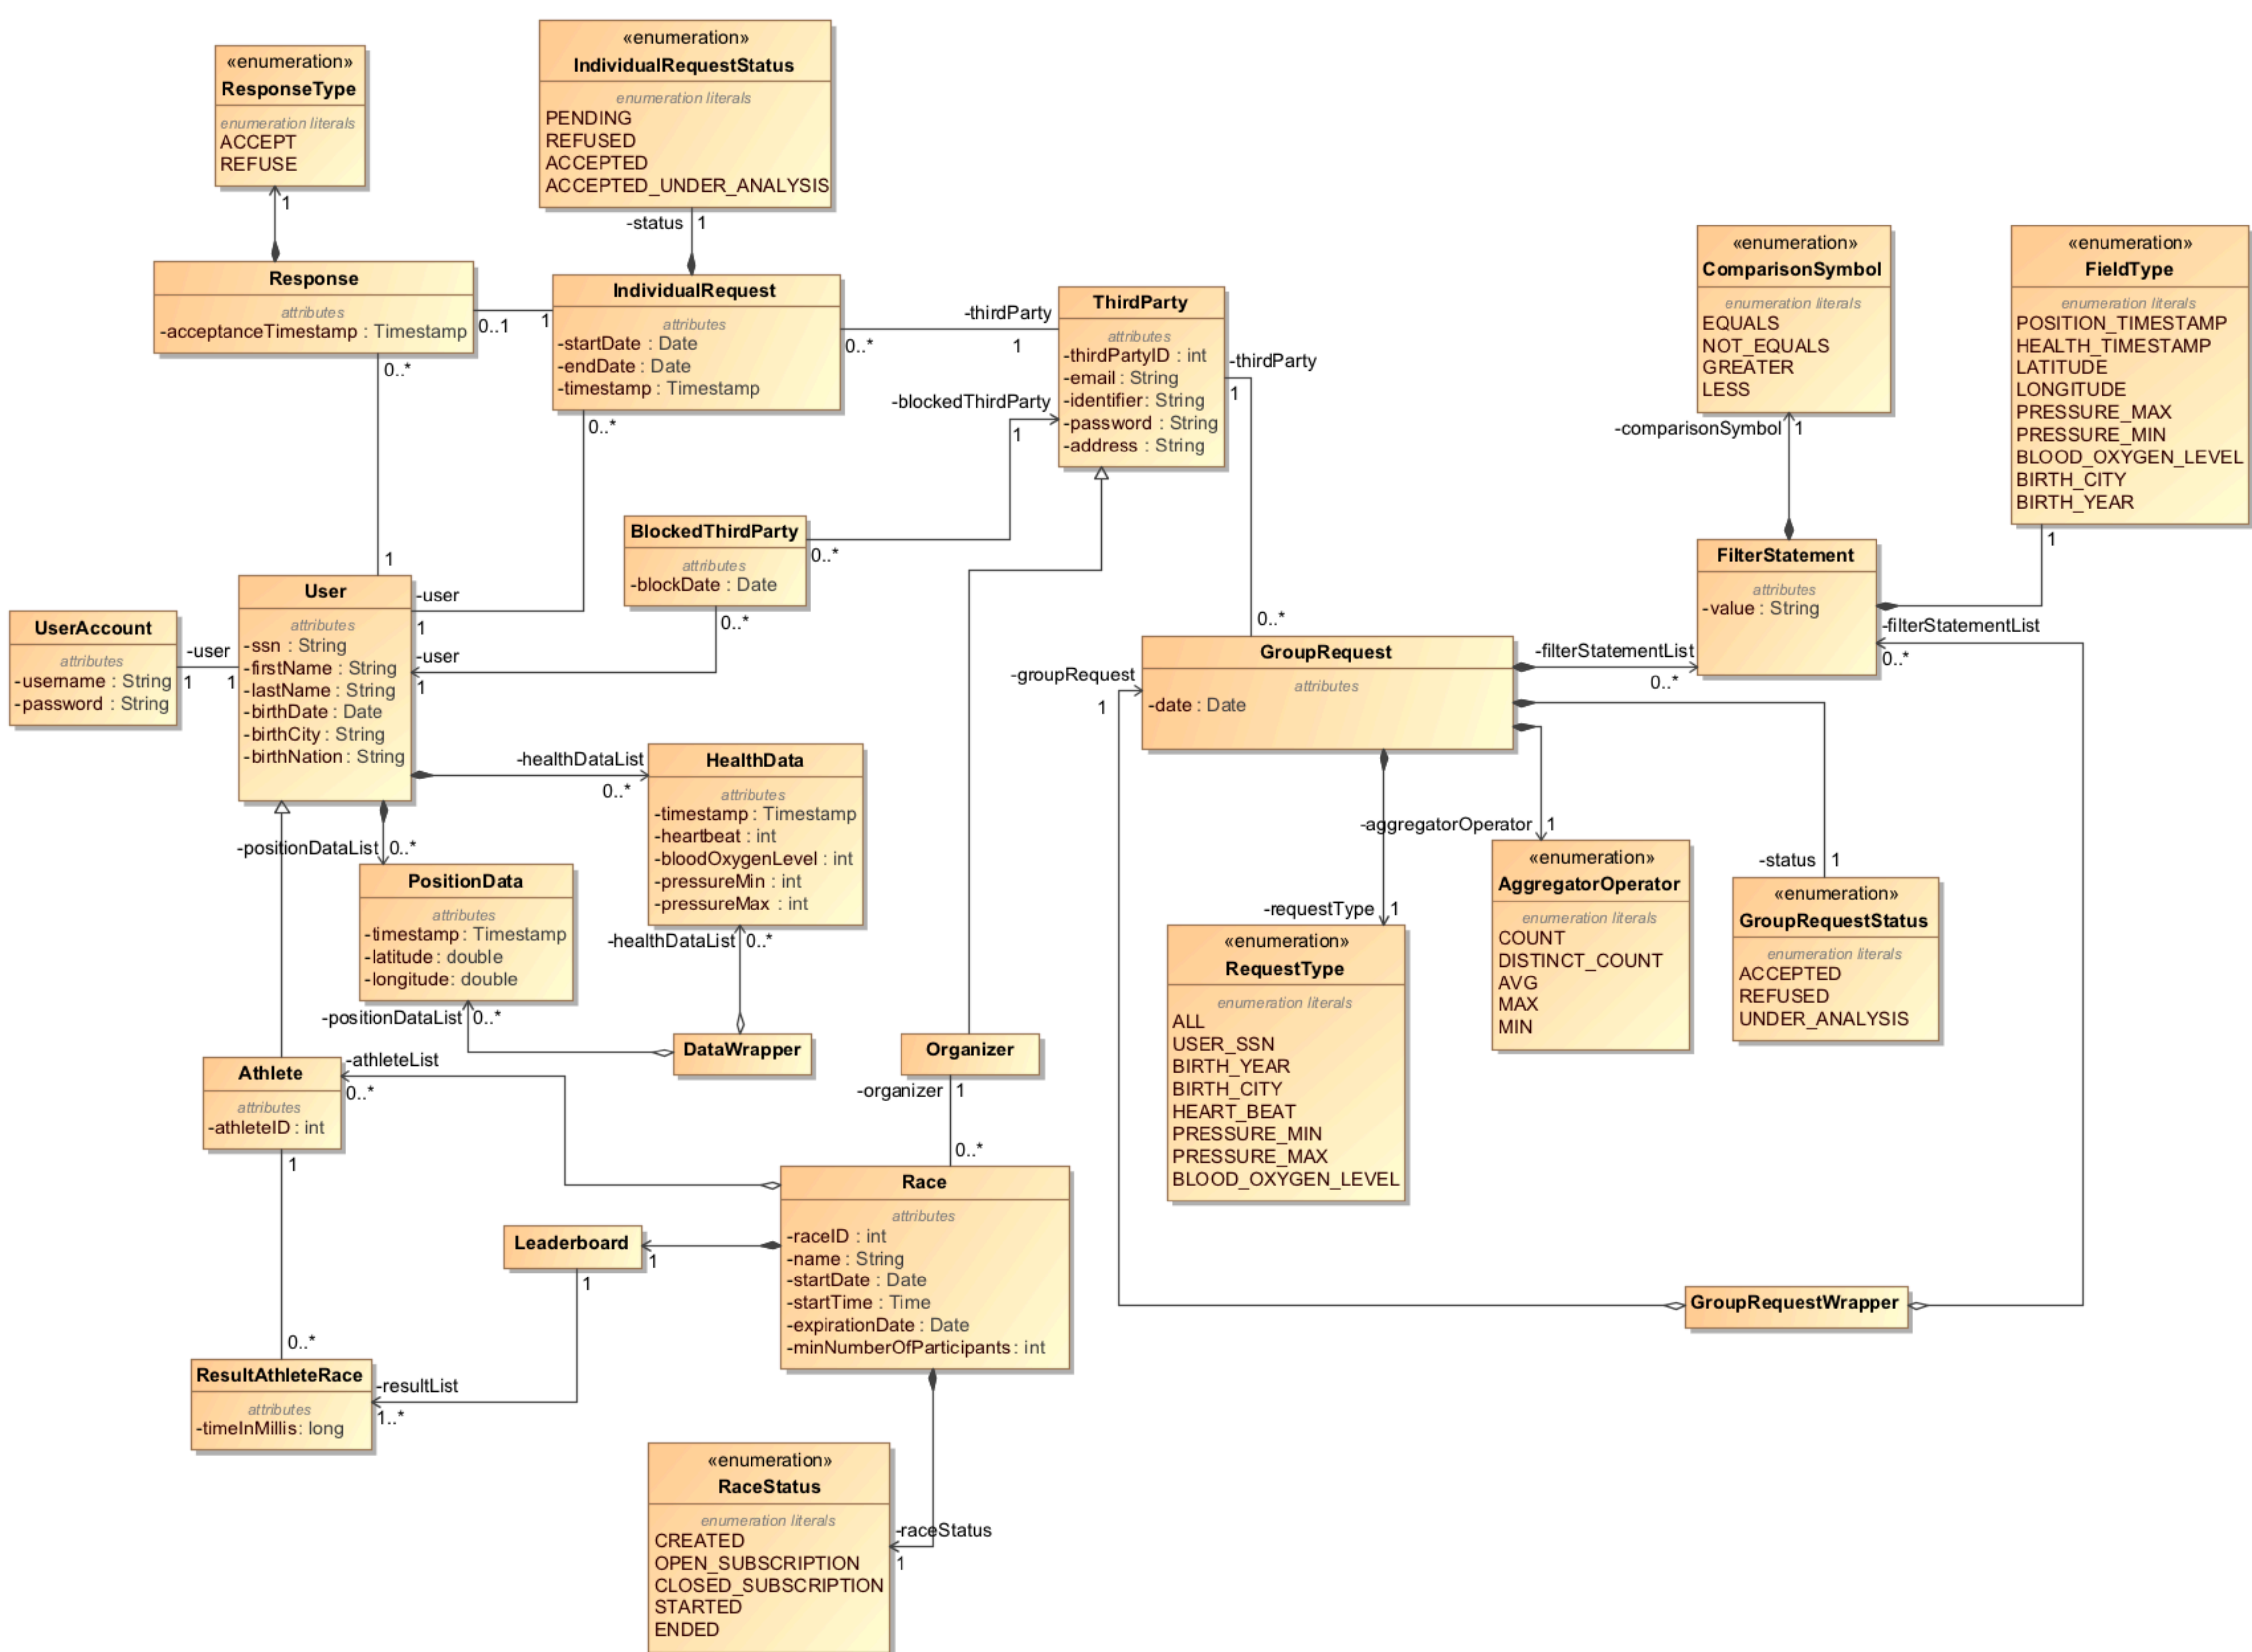 «enumeration»
ResponseType
enumeration literals
ACCEPT
REFUSE
1
«enumeration»
IndividualRequestStatus
enumeration literals
PENDING
REFUSED
ACCEPTED
ACCEPTED_UNDER_ANALYSIS
-status 1
Response
attributes
-acceptanceTimestamp : Timestamp
0..1
1
0..*
1
IndividualRequest
attributes
-startDate : Date
-endDate : Date
-timestamp : Timestamp
0..*
0..*
-thirdParty
1
ThirdParty
attributes
-thirdPartyID : int
-email : String
-identifier: String
-password : String
-address : String
-thirdParty
1
0..*
-blockedThirdParty
1
BlockedThirdParty
attributes
-blockDate : Date
0..*
0..*
«enumeration»
ComparisonSymbol
enumeration literals
EQUALS
NOT_EQUALS
GREATER
LESS
-comparisonSymbol 1
«enumeration»
FieldType
enumeration literals
POSITION_TIMESTAMP
HEALTH_TIMESTAMP
LATITUDE
LONGITUDE
PRESSURE_MAX
PRESSURE_MIN
BLOOD_OXYGEN_LEVEL
BIRTH_CITY
BIRTH_YEAR
1
FilterStatement
attributes
-value : String
-filterStatementList
0..*
UserAccount
attributes
-username : String
-password : String
-user
1
1
User
attributes
-ssn : String
-firstName : String
-lastName : String
-birthDate : Date
-birthCity : String
-birthNation : String
-user
1
-user
1
-healthDataList
0..*
-positionDataList 0..*
HealthData
attributes
-timestamp : Timestamp
-heartbeat : int
-bloodOxygenLevel : int
-pressureMin : int
-pressureMax : int
-healthDataList 0..*
PositionData
attributes
-timestamp : Timestamp
-latitude : double
-longitude : double
-positionDataList 0..*
DataWrapper
GroupRequest
attributes
-date : Date
-groupRequest
1
-filterStatementList
0..*
-aggregatorOperator 1
-requestType 1
-status 1
«enumeration»
RequestType
enumeration literals
ALL
USER_SSN
BIRTH_YEAR
BIRTH_CITY
HEART_BEAT
PRESSURE_MIN
PRESSURE_MAX
BLOOD_OXYGEN_LEVEL
«enumeration»
AggregatorOperator
enumeration literals
COUNT
DISTINCT_COUNT
AVG
MAX
MIN
«enumeration»
GroupRequestStatus
enumeration literals
ACCEPTED
REFUSED
UNDER_ANALYSIS
Organizer
-organizer 1
0..*
Athlete
attributes
-athleteID : int
-athleteList
0..*
1
0..*
Race
attributes
-raceID : int
-name : String
-startDate : Date
-startTime : Time
-expirationDate : Date
-minNumberOfParticipants : int
Leaderboard
1
1
GroupRequestWrapper
ResultAthleteRace
attributes
-timeInMillis : long
-resultList
1..*
«enumeration»
RaceStatus
enumeration literals
CREATED
OPEN_SUBSCRIPTION
CLOSED_SUBSCRIPTION
STARTED
ENDED
-raceStatus
1